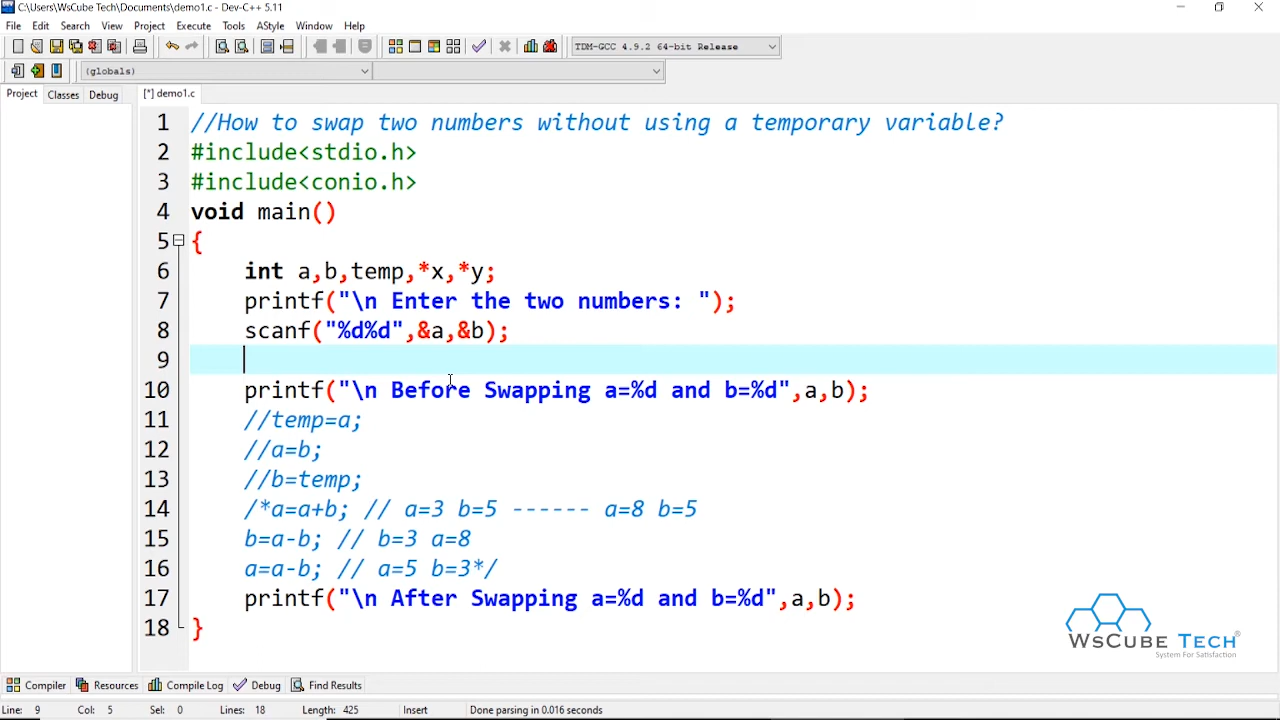 C:\Users\WsCube Tech\Documents\demo1.c - Dev-C++ 5.11
File Edit Search View Project Execute Tools AStyle Window Help
TDM-GCC 4.9.2 64-bit Release
(globals)
Project Classes Debug [*] demo1.c
1 //How to swap two numbers without using a temporary variable?
2 #include<stdio.h>
3 #include<conio.h>
4 void main()
5 {
6 int a,b,temp,*x,*y;
7 printf("\n Enter the two numbers: ");
8 scanf("%d%d",&a,&b);
9
10 printf("\n Before Swapping a=%d and b=%d",a,b);
11 //temp=a;
12 //a=b;
13 //b=temp;
14 /*a=a+b; // a=3 b=5 ------ a=8 b=5
15 b=a-b; // b=3 a=8
16 a=a-b; // a=5 b=3*/
17 printf("\n After Swapping a=%d and b=%d",a,b);
18 }
WsCube Tech
System For Satisfaction
Compiler Resources Compile Log Debug Find Results
Line: 9 Col: 5 Sel: 0 Lines: 18 Length: 425 Insert Done parsing in 0.016 seconds